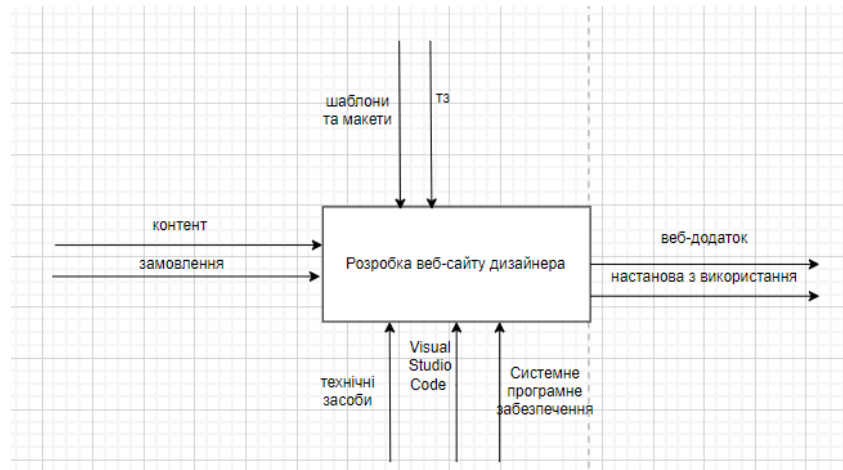 шаблони
та макети
тз
контент
замовлення
Розробка веб-сайту дизайнера
веб-додаток
настанова з використання
технічні
засоби
Visual
Studio
Code
Системне
програмне
забезпечення